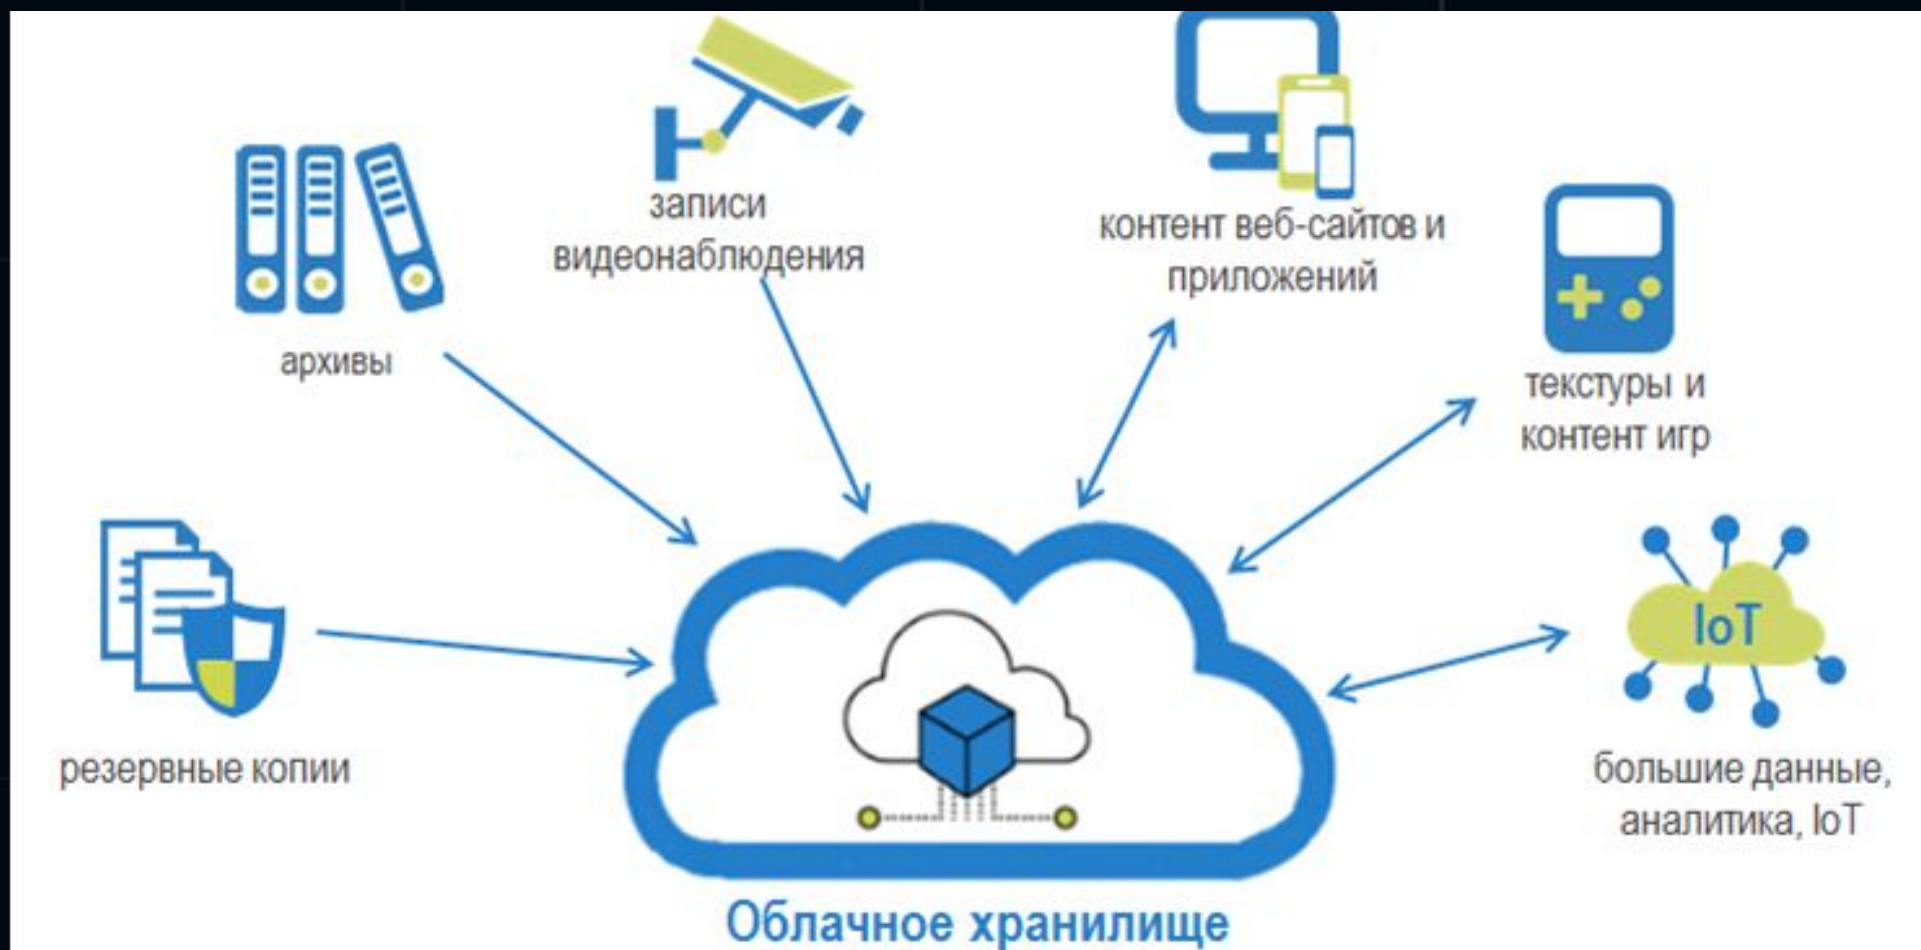 записи
видеонаблюдения
контент веб-сайтов и
приложений
архивы
текстуры и
контент игр
IoT
резервные копии
большие данные,
аналитика, IoT
Облачное хранилище